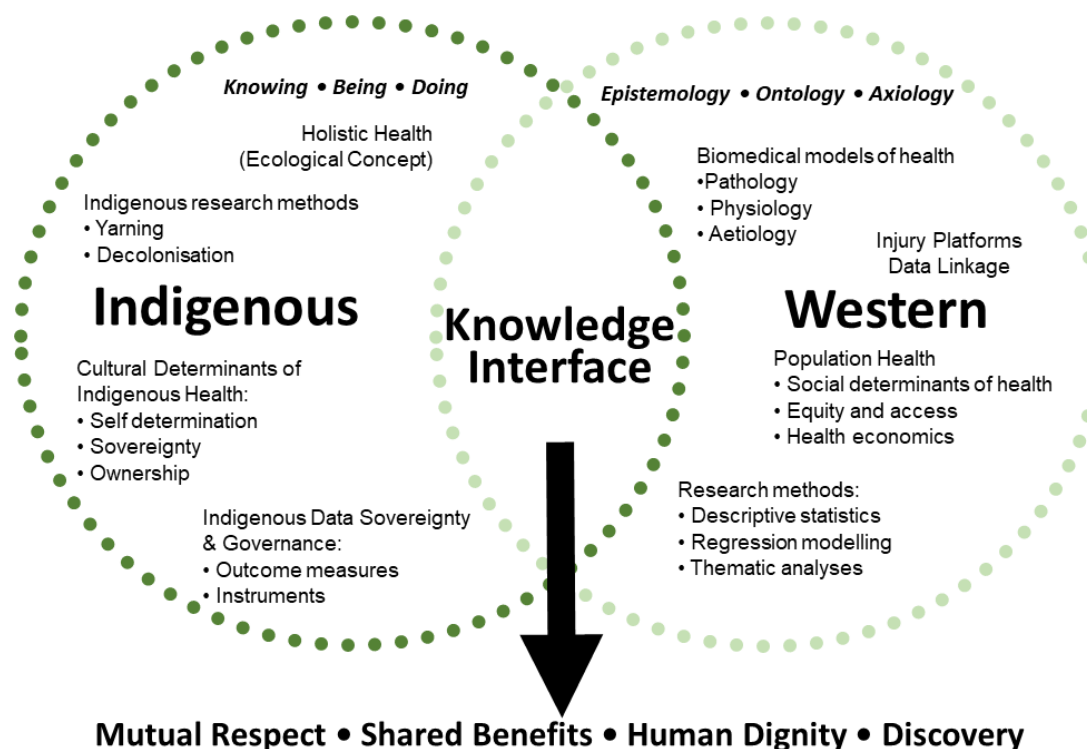 Knowing • Being • Doing
Holistic Health
(Ecological Concept)
Indigenous research methods
• Yarning
• Decolonisation
Indigenous
Cultural Determinants of
Indigenous Health:
• Self determination
• Sovereignty
• Ownership
Indigenous Data Sovereignty
& Governance:
• Outcome measures
• Instruments
Knowledge
Interface
Epistemology • Ontology • Axiology
Biomedical models of health
•Pathology
• Physiology
• Aetiology
Injury Platforms
Data Linkage
Western
Population Health
• Social determinants of health
• Equity and access
• Health economics
Research methods:
• Descriptive statistics
• Regression modelling
• Thematic analyses
Mutual Respect • Shared Benefits • Human Dignity • Discovery